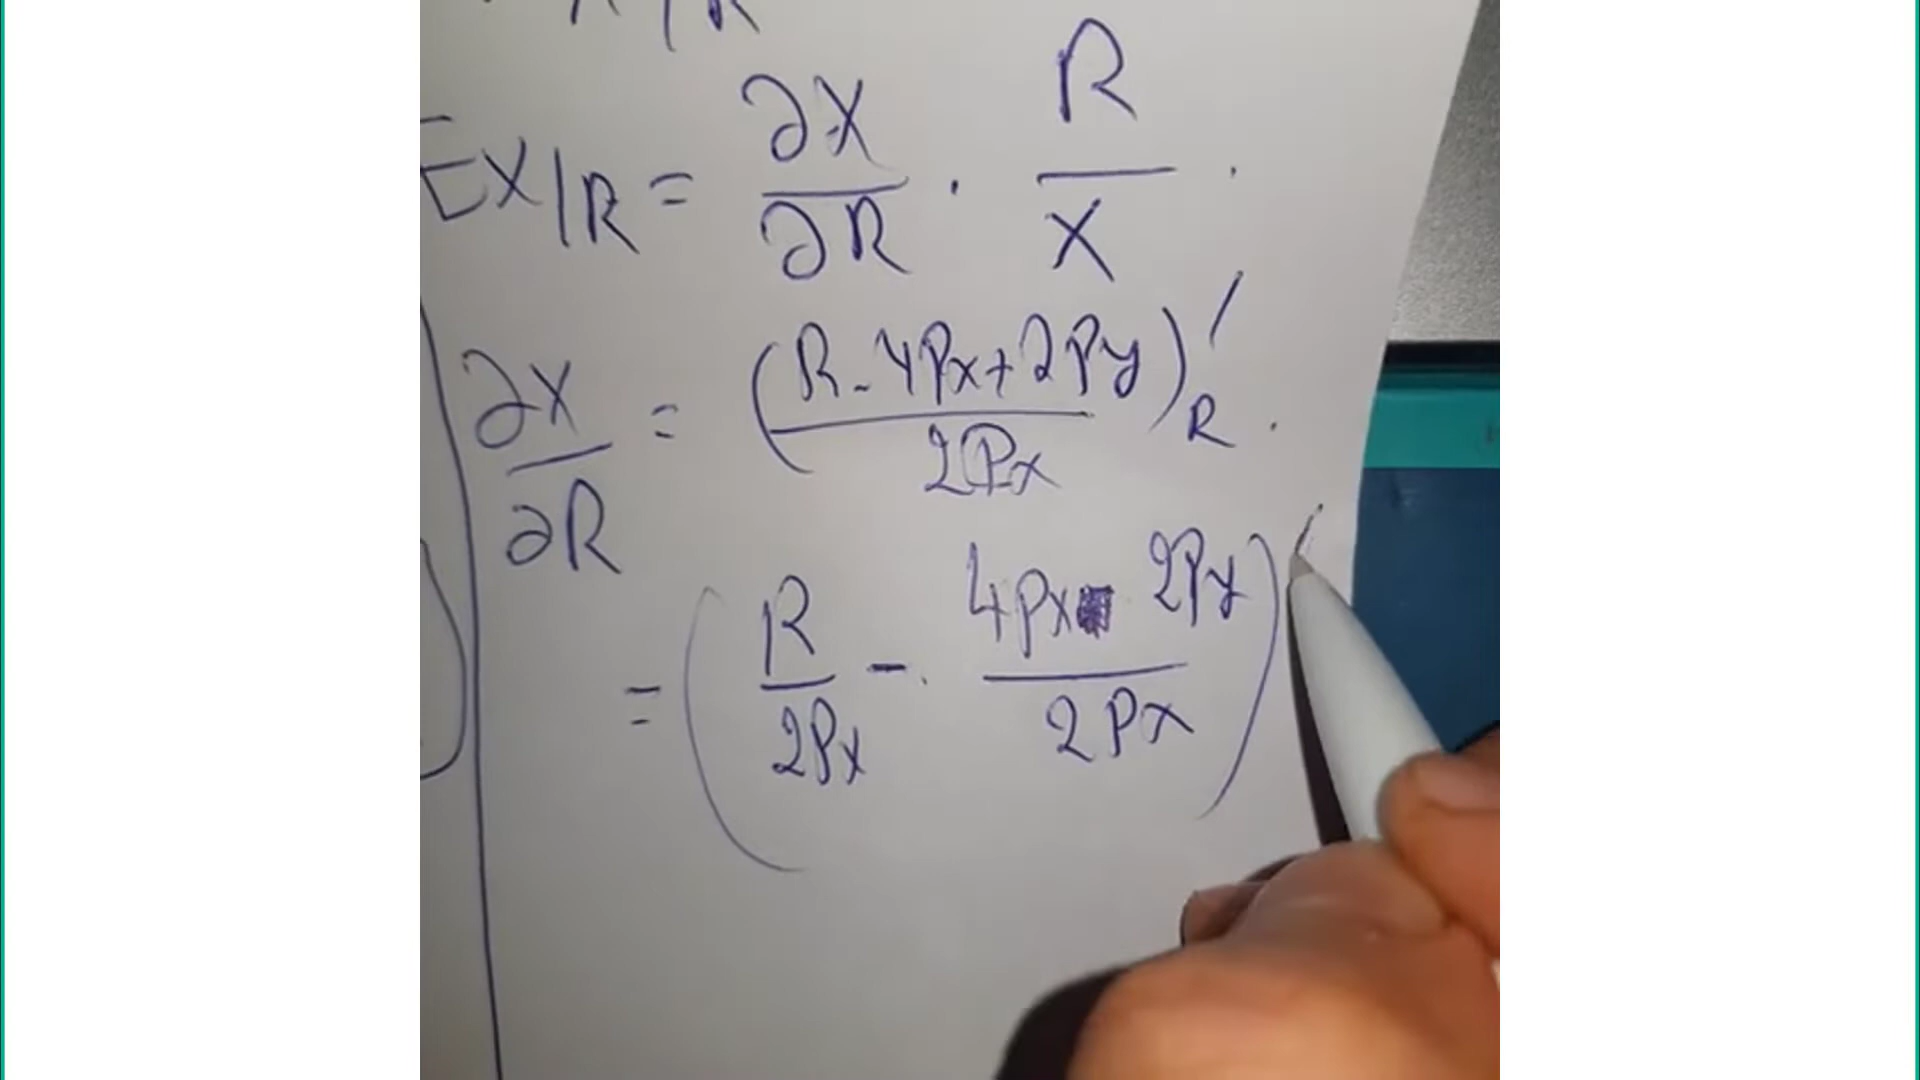 X/R
EX/R = ∂X/∂R · R/X ·
∂X/∂R = ((R - 4Px + 2Py)/2Px)'R ·
= (R/2Px - · (4Px 2Py)/2Px)'